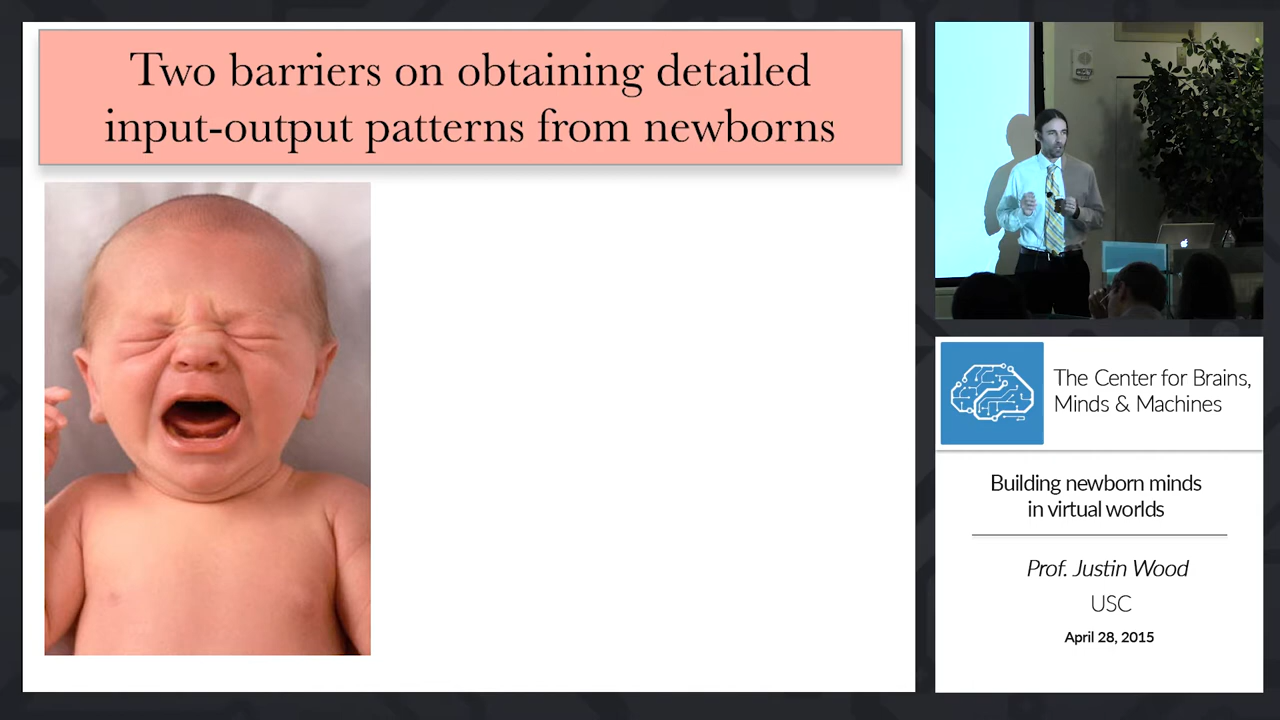 Two barriers on obtaining detailed
input-output patterns from newborns
The Center for Brains,
Minds & Machines
Building newborn minds
in virtual worlds
Prof. Justin Wood
USC
April 28, 2015